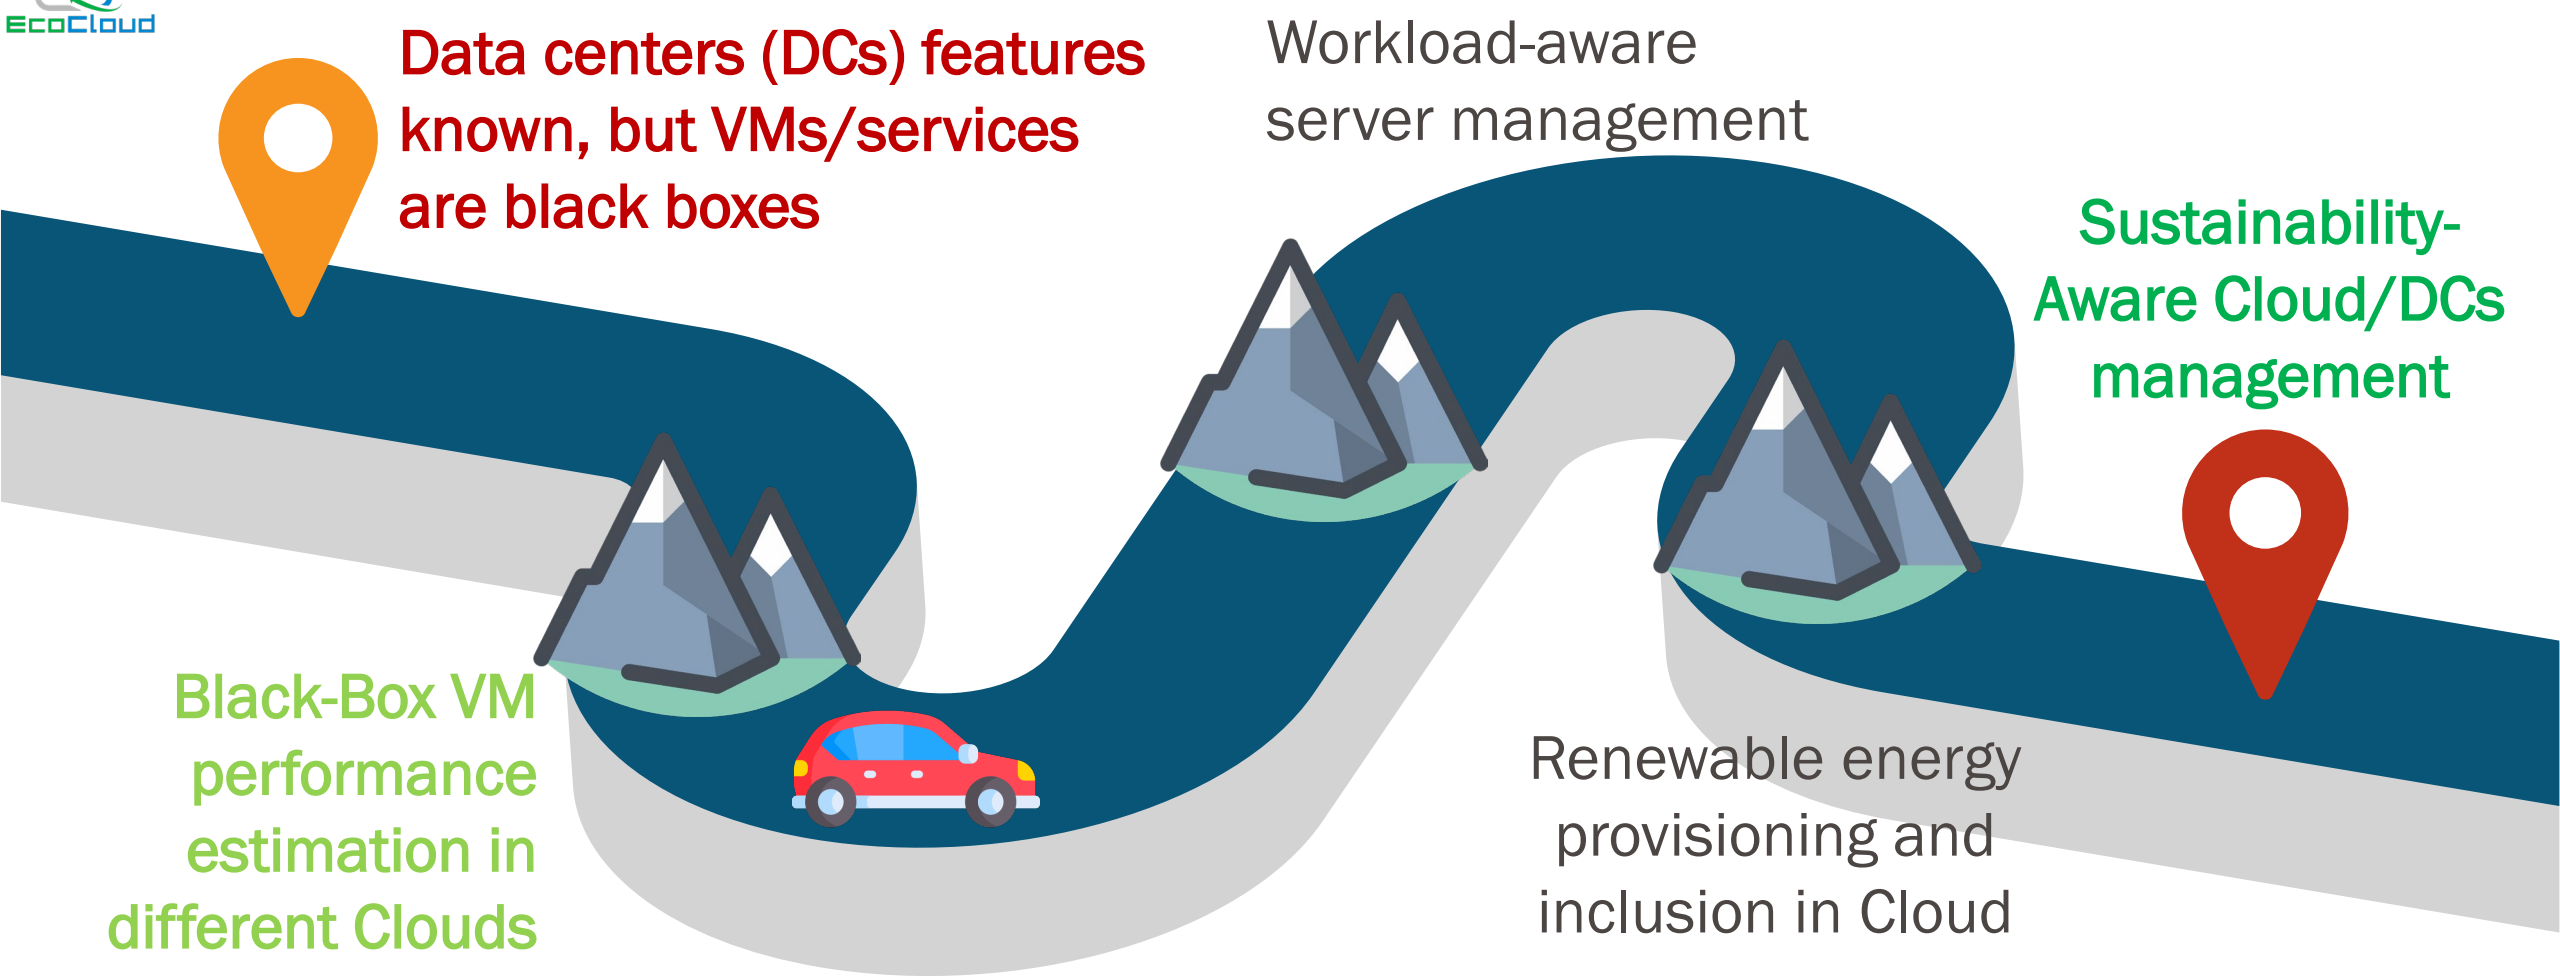 EcoCloud
Data centers (DCs) features
known, but VMs/services
are black boxes
Workload-aware
server management
Sustainability-
Aware Cloud/DCs
management
Black-Box VM
performance
estimation in
different Clouds
Renewable energy
provisioning and
inclusion in Cloud